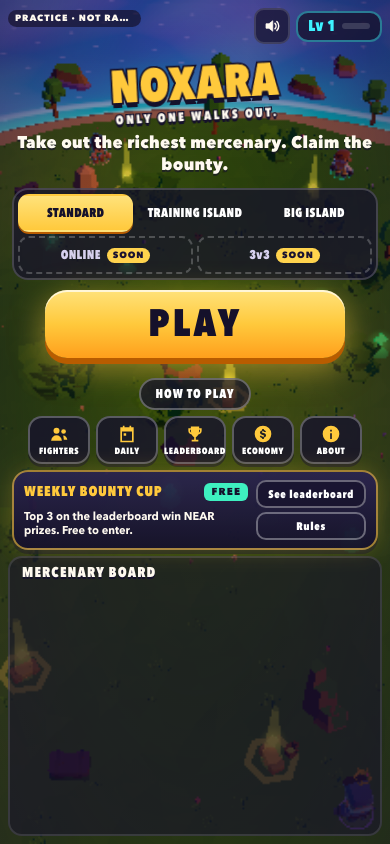 PRACTICE · NOT RA...
Lv 1
NOXARA
ONLY ONE WALKS OUT.
Take out the richest mercenary. Claim the
bounty.
STANDARD
TRAINING ISLAND
BIG ISLAND
ONLINE SOON
3v3 SOON
PLAY
HOW TO PLAY
FIGHTERS
DAILY
LEADERBOARD
ECONOMY
ABOUT
WEEKLY BOUNTY CUP
FREE
See leaderboard
Top 3 on the leaderboard win NEAR
prizes. Free to enter.
Rules
MERCENARY BOARD